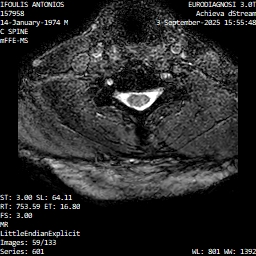 IFOULIS ANTONIOS
157958
14-January-1974 M
C SPINE
mFFE-MS
EURODIAGNOSI 3.0T
Achieva dStream
3-September-2025 15:55:48
ST: 3.00 SL: 64.11
RT: 753.59 ET: 16.80
FS: 3.00
MR
LittleEndianExplicit
Images: 59/133
Series: 601
WL: 801 WW: 1392